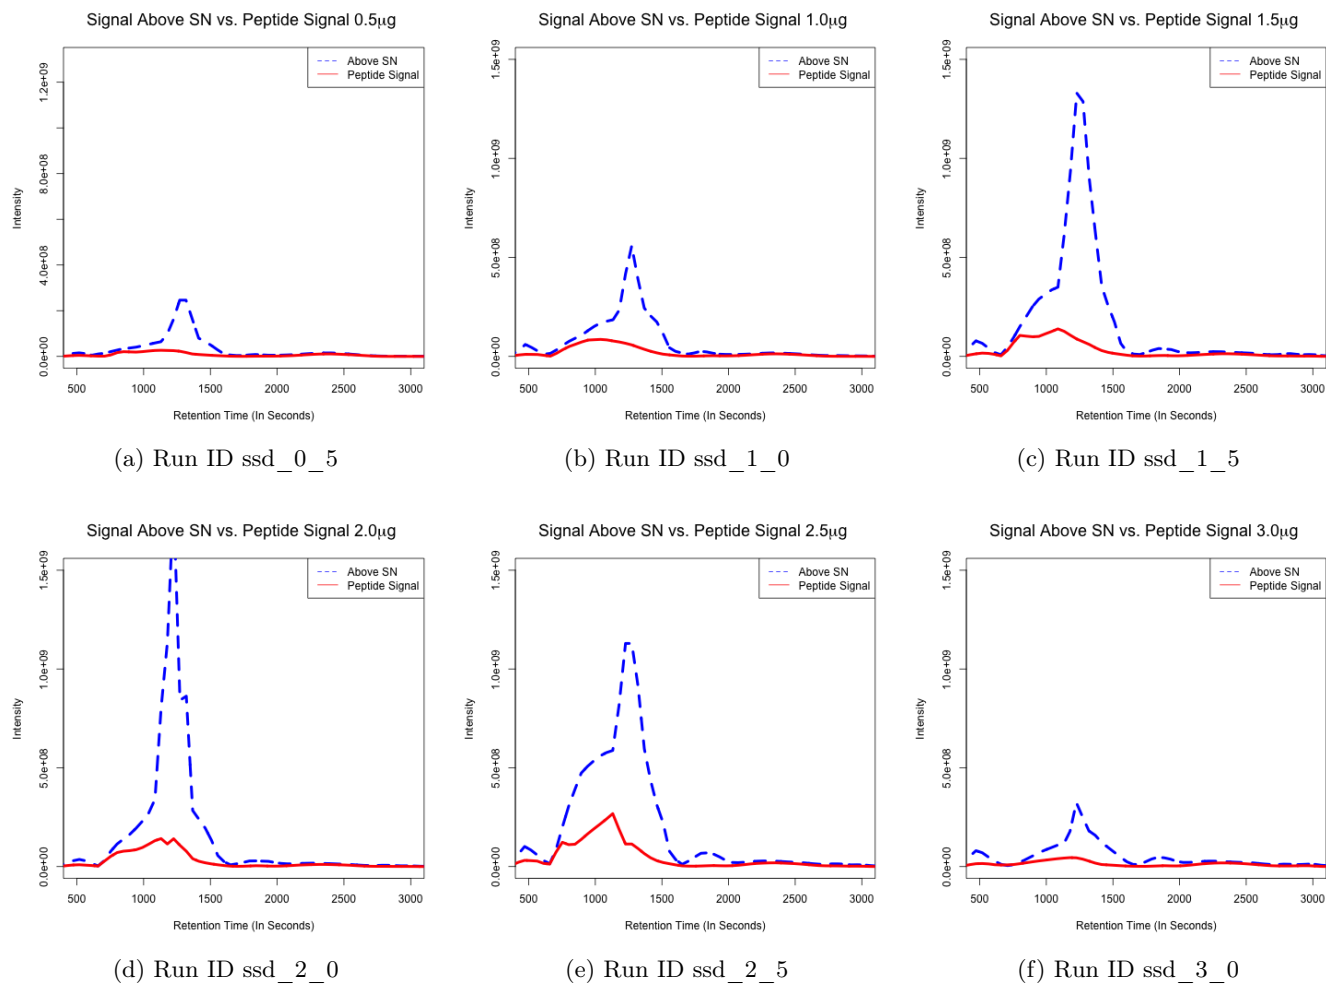 Signal Above SN vs. Peptide Signal 0.5µg
Above SN
Peptide Signal
Intensity
0.0e+00
4.0e+08
8.0e+08
1.2e+09
500 1000 1500 2000 2500 3000
Retention Time (In Seconds)
(a) Run ID ssd_0_5
Signal Above SN vs. Peptide Signal 1.0µg
Above SN
Peptide Signal
Intensity
0.0e+00
5.0e+08
1.0e+09
1.5e+09
500 1000 1500 2000 2500 3000
Retention Time (In Seconds)
(b) Run ID ssd_1_0
Signal Above SN vs. Peptide Signal 1.5µg
Above SN
Peptide Signal
Intensity
0.0e+00
5.0e+08
1.0e+09
1.5e+09
500 1000 1500 2000 2500 3000
Retention Time (In Seconds)
(c) Run ID ssd_1_5
Signal Above SN vs. Peptide Signal 2.0µg
Above SN
Peptide Signal
Intensity
0.0e+00
5.0e+08
1.0e+09
1.5e+09
500 1000 1500 2000 2500 3000
Retention Time (In Seconds)
(d) Run ID ssd_2_0
Signal Above SN vs. Peptide Signal 2.5µg
Above SN
Peptide Signal
Intensity
0.0e+00
5.0e+08
1.0e+09
1.5e+09
500 1000 1500 2000 2500 3000
Retention Time (In Seconds)
(e) Run ID ssd_2_5
Signal Above SN vs. Peptide Signal 3.0µg
Above SN
Peptide Signal
Intensity
0.0e+00
5.0e+08
1.0e+09
1.5e+09
500 1000 1500 2000 2500 3000
Retention Time (In Seconds)
(f) Run ID ssd_3_0